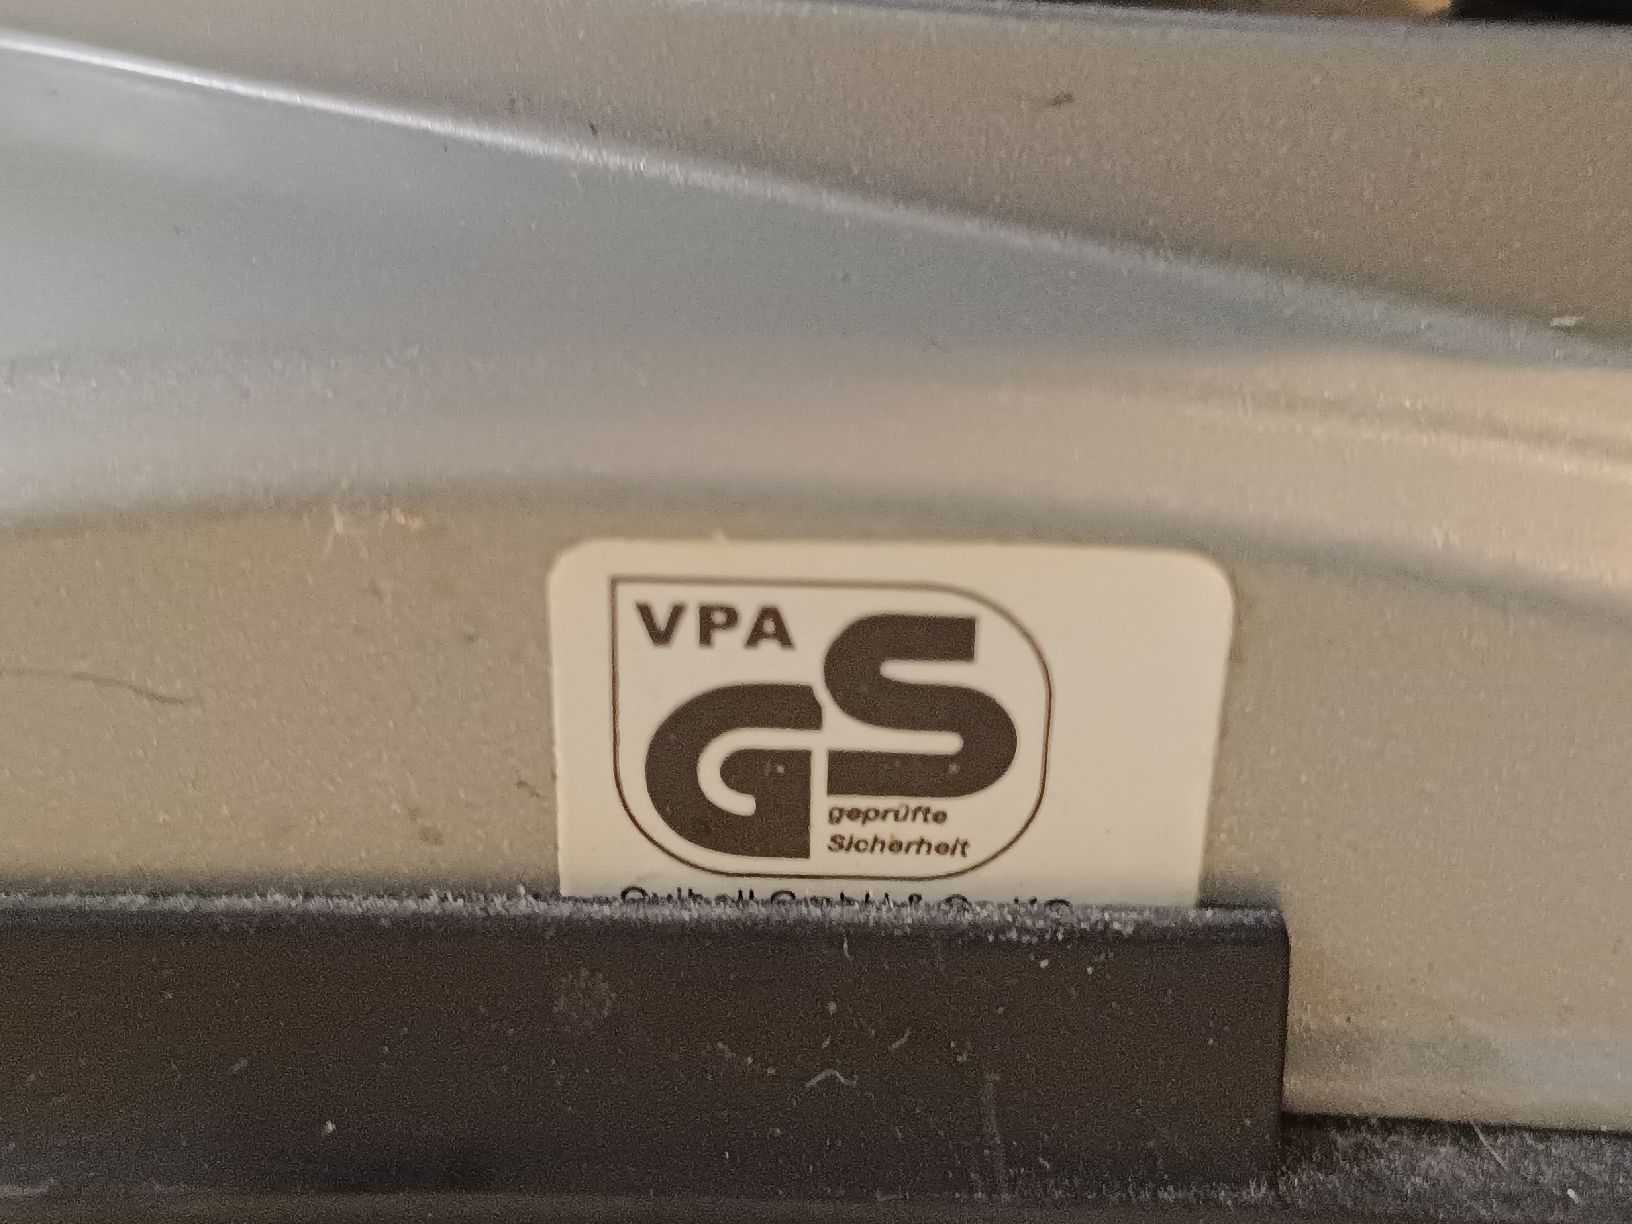 VPA
GS
geprüfte
Sicherheit